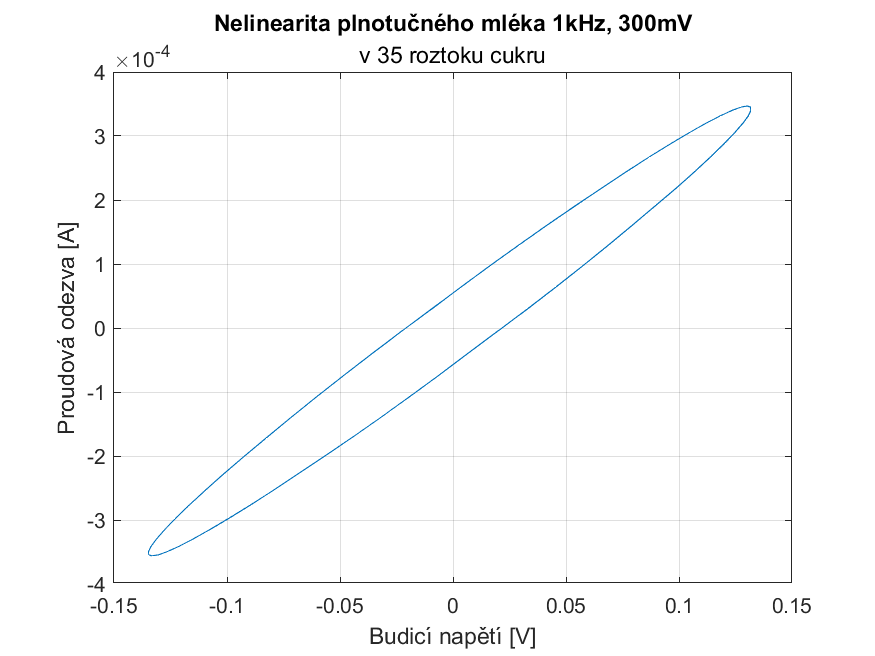 Nelinearita plnotučného mléka 1kHz, 300mV
v 35 roztoku cukru
×10-4
4
3
2
1
0
-1
-2
-3
-4
Proudová odezva [A]
-0.15 -0.1 -0.05 0 0.05 0.1 0.15
Budicí napětí [V]